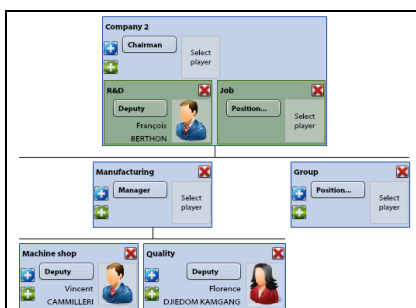 Company 2
Chairman
Select
player
R&D
Deputy
François
BERTHON
Job
Position...
Select
player
Manufacturing
Manager
Select
player
Group
Position...
Select
player
Machine shop
Deputy
Vincent
CAMMILLERI
Quality
Deputy
Florence
DJIEDOM KAMGANG